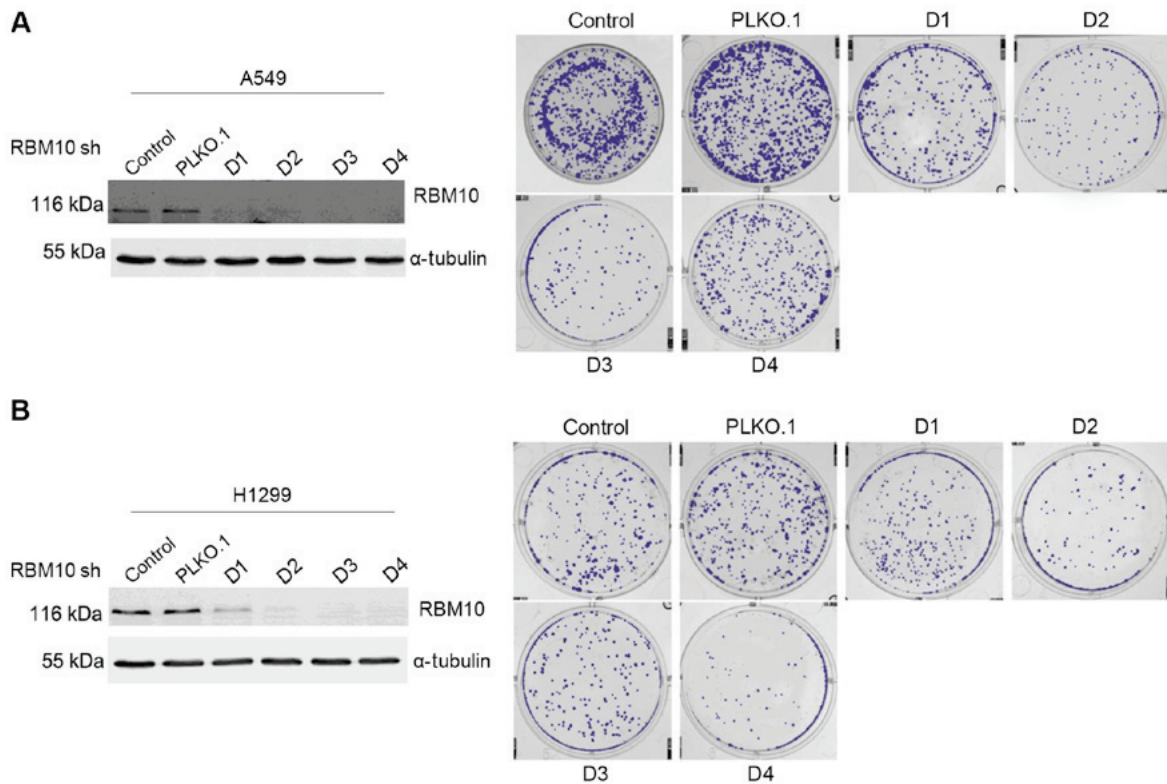 A
A549
RBM10 sh
Control
PLKO.1
D1
D2
D3
D4
116 kDa
RBM10
55 kDa
α-tubulin
Control
PLKO.1
D1
D2
D3
D4
B
H1299
RBM10 sh
Control
PLKO.1
D1
D2
D3
D4
116 kDa
RBM10
55 kDa
α-tubulin
Control
PLKO.1
D1
D2
D3
D4